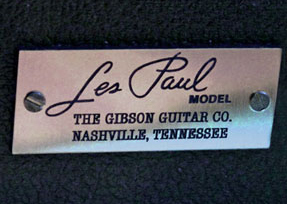 Les Paul
MODEL
THE GIBSON GUITAR CO.
NASHVILLE, TENNESSEE